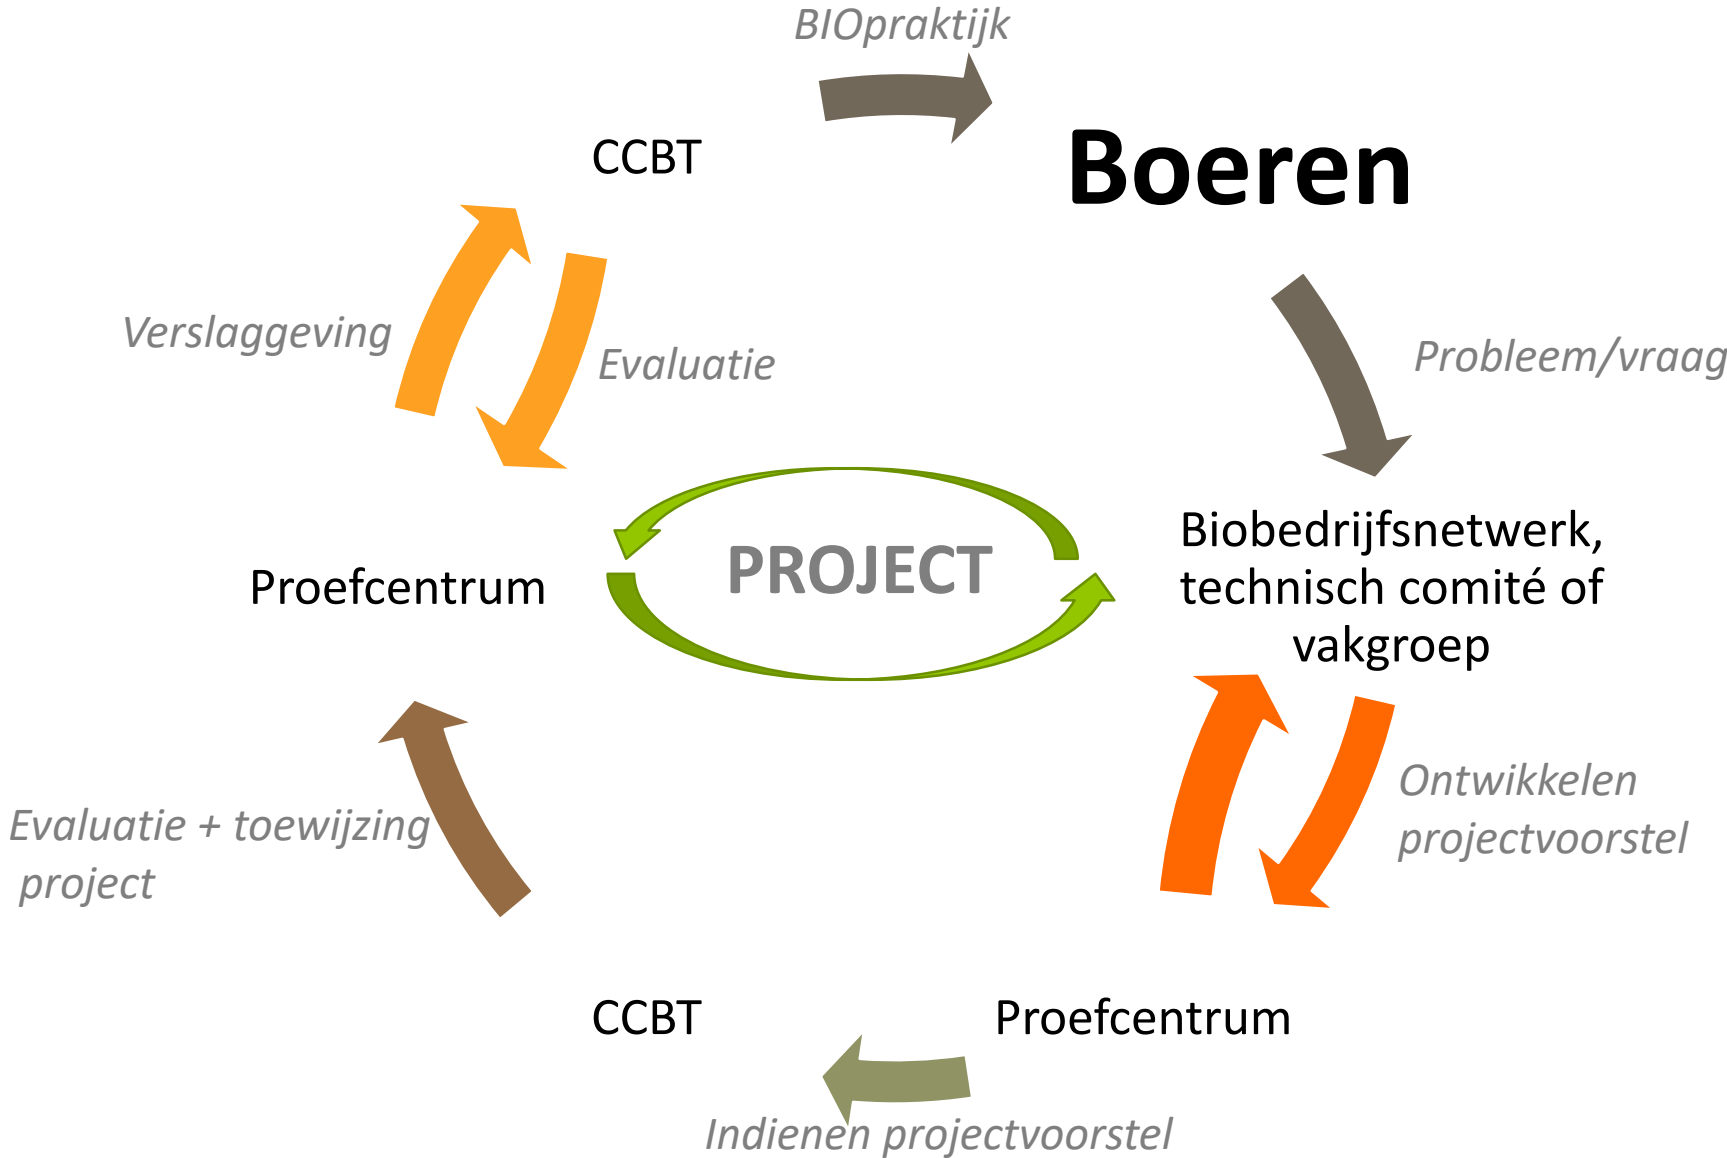 BIOpraktijk
CCBT
Boeren
Verslaggeving
Evaluatie
Probleem/vraag
PROJECT
Proefcentrum
Biobedrijfsnetwerk,
technisch comité of
vakgroep
Ontwikkelen
projectvoorstel
Evaluatie + toewijzing
project
CCBT
Proefcentrum
Indienen projectvoorstel